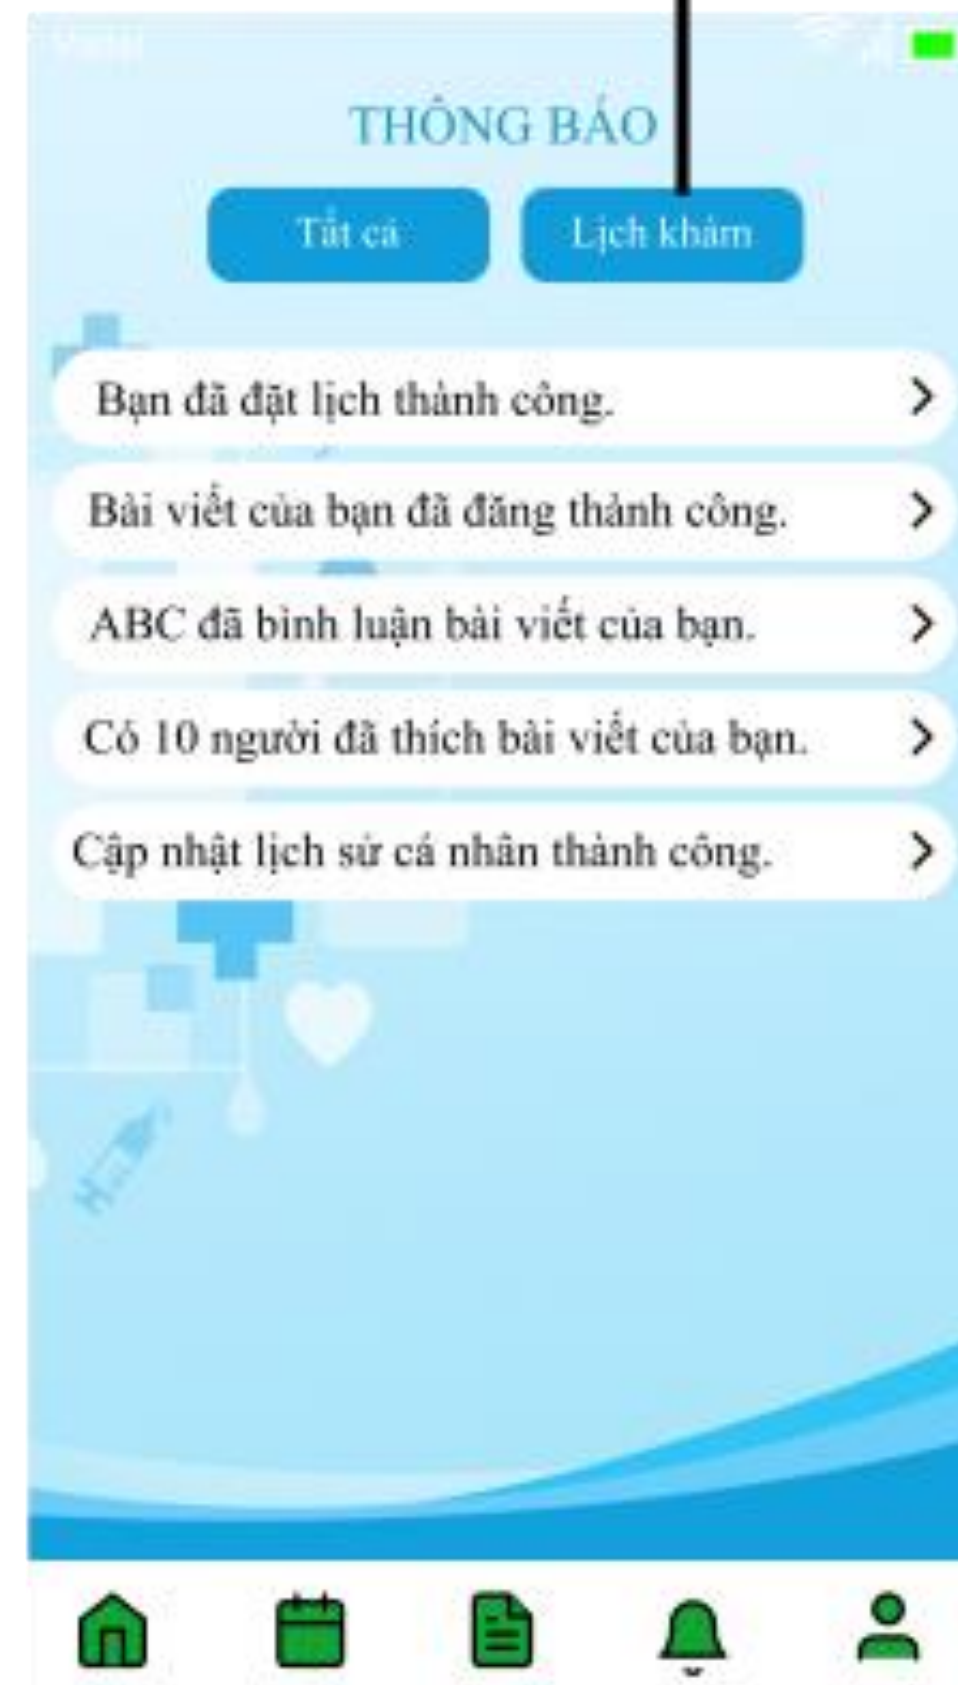 THÔNG BÁO
Tất cả
Lịch khám
Bạn đã đặt lịch thành công.
Bài viết của bạn đã đăng thành công.
ABC đã bình luận bài viết của bạn.
Có 10 người đã thích bài viết của bạn.
Cập nhật lịch sử cá nhân thành công.